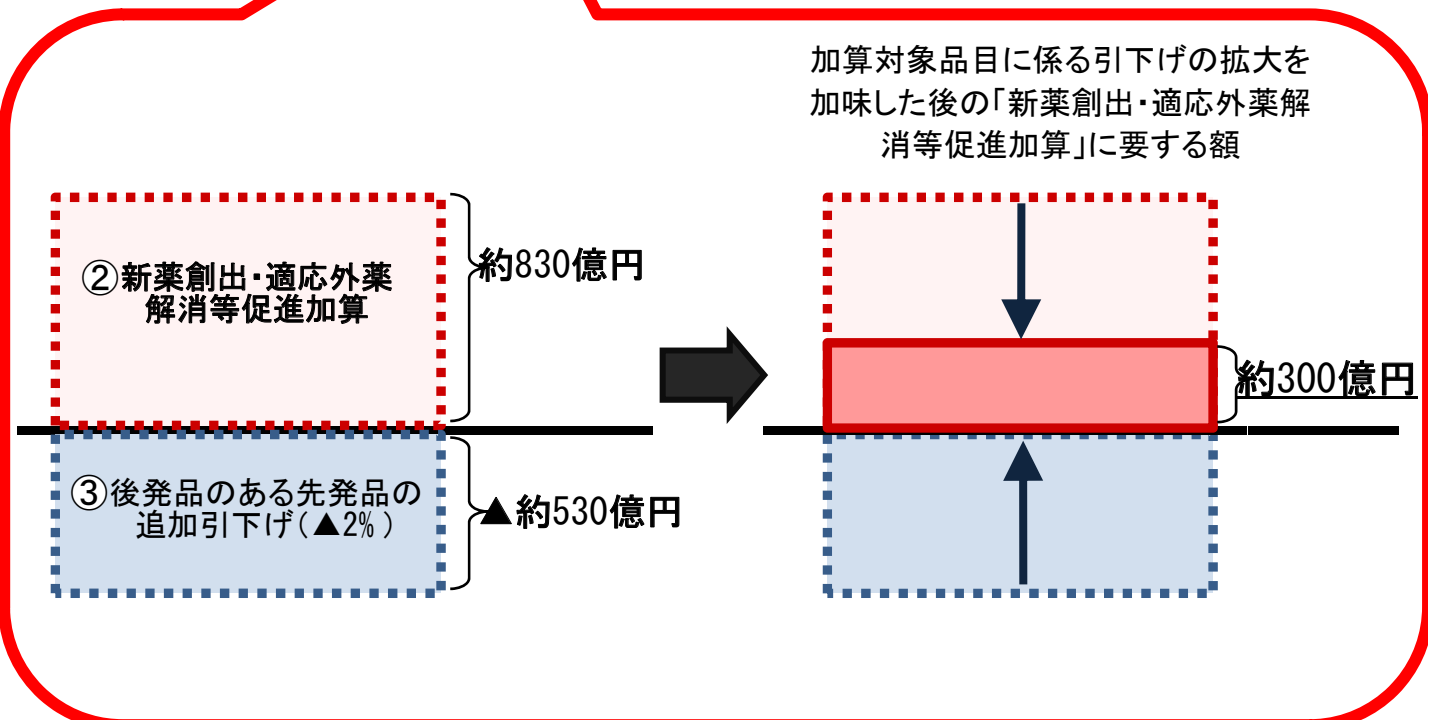 加算対象品目に係る引下げの拡大を
加味した後の「新薬創出・適応外薬解
消等促進加算」に要する額
②新薬創出・適応外薬
解消等促進加算
約830億円
約300億円
③後発品のある先発品の
追加引下げ(▲2%)
▲約530億円